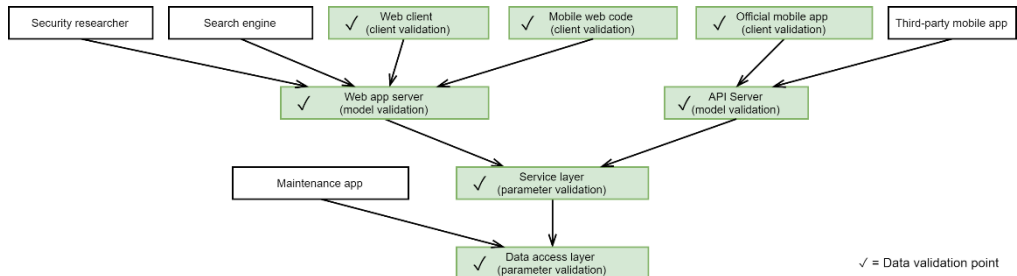 Security researcher
Search engine
✓ Web client
(client validation)
✓ Mobile web code
(client validation)
✓ Official mobile app
(client validation)
Third-party mobile app
✓ Web app server
(model validation)
✓ API Server
(model validation)
✓ Service layer
(parameter validation)
Maintenance app
✓ Data access layer
(parameter validation)
✓ = Data validation point